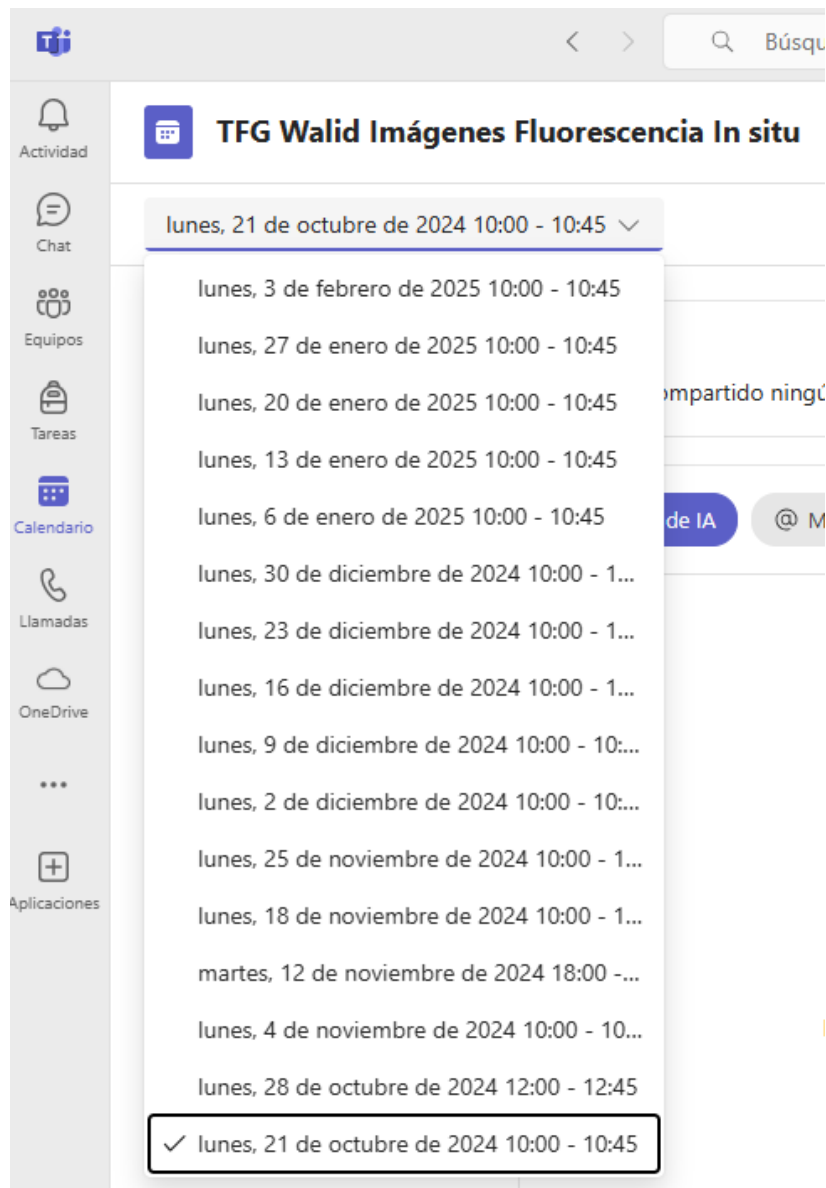 Búsqu
TFG Walid Imágenes Fluorescencia In situ
Actividad
lunes, 21 de octubre de 2024 10:00 - 10:45
Chat
lunes, 3 de febrero de 2025 10:00 - 10:45
Equipos
lunes, 27 de enero de 2025 10:00 - 10:45
lunes, 20 de enero de 2025 10:00 - 10:45
ompartido ningú
Tareas
lunes, 13 de enero de 2025 10:00 - 10:45
Calendario
lunes, 6 de enero de 2025 10:00 - 10:45
de IA
@ M
lunes, 30 de diciembre de 2024 10:00 - 1...
Llamadas
lunes, 23 de diciembre de 2024 10:00 - 1...
lunes, 16 de diciembre de 2024 10:00 - 1...
OneDrive
lunes, 9 de diciembre de 2024 10:00 - 10:...
lunes, 2 de diciembre de 2024 10:00 - 10:...
lunes, 25 de noviembre de 2024 10:00 - 1...
Aplicaciones
lunes, 18 de noviembre de 2024 10:00 - 1...
martes, 12 de noviembre de 2024 18:00 -...
lunes, 4 de noviembre de 2024 10:00 - 10...
lunes, 28 de octubre de 2024 12:00 - 12:45
lunes, 21 de octubre de 2024 10:00 - 10:45